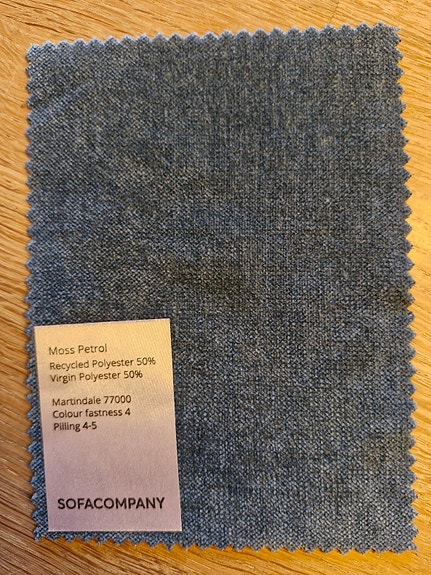 Moss Petrol
Recycled Polyester 50%
Virgin Polyester 50%
Martindale 77000
Colour fastness 4
Pilling 4-5
SOFACOMPANY